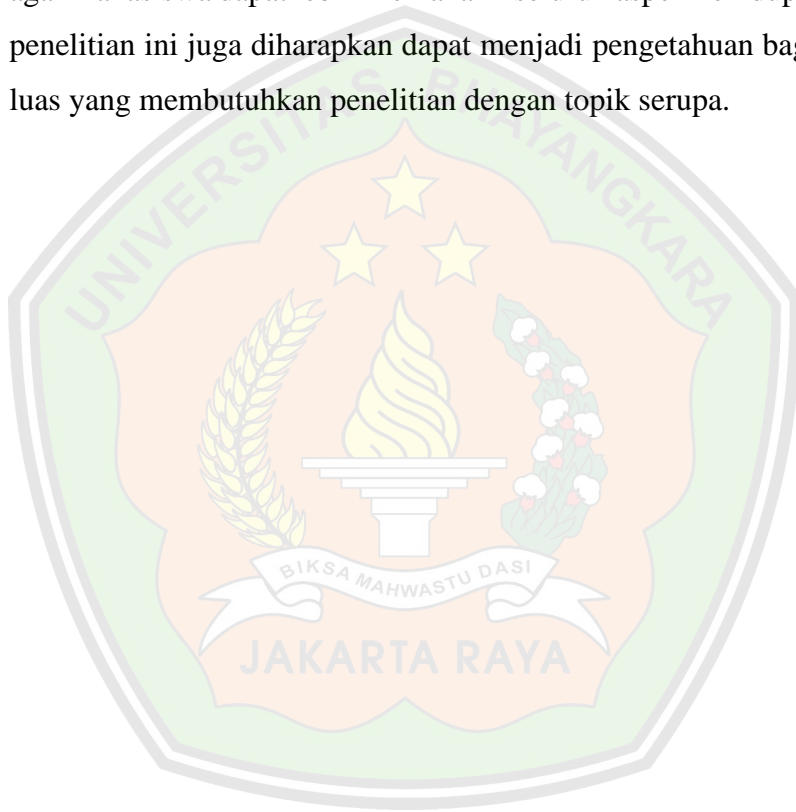 penelitian ini juga diharapkan dapat menjadi pengetahuan
luas yang membutuhkan penelitian dengan topik serupa.
UNIVERSITAS BHAYANGKARA
BIKSA MAHWASTU DASI
JAKARTA RAYA